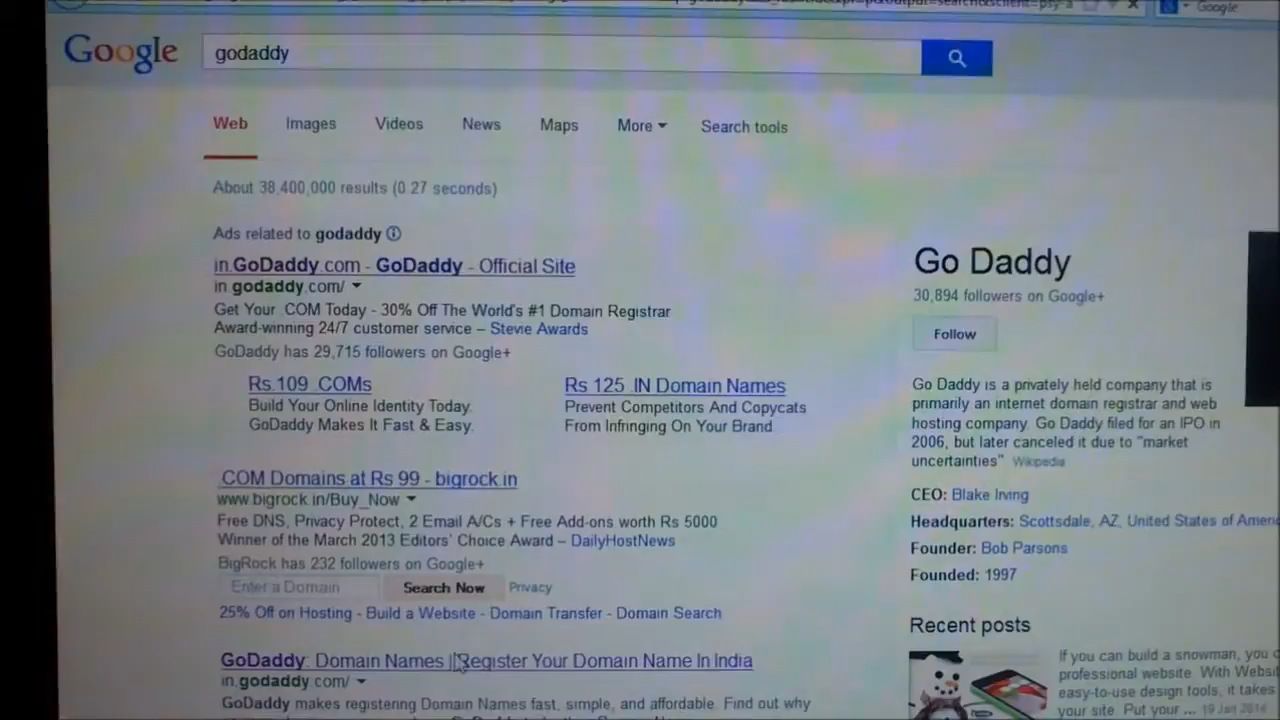 Google
Google
godaddy
Web Images Videos News Maps More Search tools
About 38,400,000 results (0.27 seconds)
Ads related to godaddy
in.GoDaddy.com - GoDaddy - Official Site
in.godaddy.com/
Get Your .COM Today - 30% Off The World's #1 Domain Registrar
Award-winning 24/7 customer service – Stevie Awards
GoDaddy has 29,715 followers on Google+
Rs.109 .COMs
Build Your Online Identity Today.
GoDaddy Makes It Fast & Easy.
Rs 125 .IN Domain Names
Prevent Competitors And Copycats
From Infringing On Your Brand
.COM Domains at Rs 99 - bigrock.in
www.bigrock.in/Buy_Now
Free DNS, Privacy Protect, 2 Email A/Cs + Free Add-ons worth Rs 5000
Winner of the March 2013 Editors' Choice Award – DailyHostNews
BigRock has 232 followers on Google+
Enter a Domain Search Now Privacy
25% Off on Hosting - Build a Website - Domain Transfer - Domain Search
GoDaddy: Domain Names | Register Your Domain Name In India
in.godaddy.com/
GoDaddy makes registering Domain Names fast, simple, and affordable. Find out why
Go Daddy
30,894 followers on Google+
Follow
Go Daddy is a privately held company that is
primarily an internet domain registrar and web
hosting company. Go Daddy filed for an IPO in
2006, but later canceled it due to "market
uncertainties" Wikipedia
CEO: Blake Irving
Headquarters: Scottsdale, AZ, United States of
Founder: Bob Parsons
Founded: 1997
Recent posts
If you can build a snowman, you
professional website. With
easy-to-use design tools, it takes
your site. Put your ... 19 Jan 2014